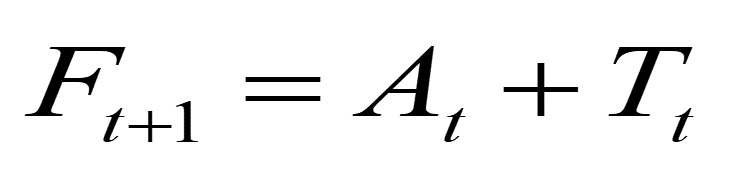 F_{t+1} = A_t + T_t